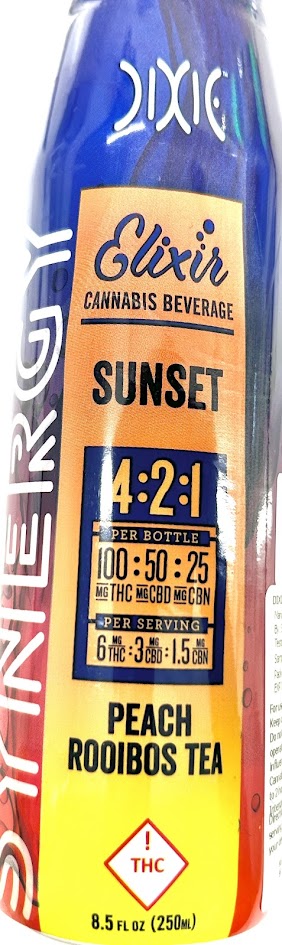 DIXIE
Elixir
CANNABIS BEVERAGE
SUNSET
4:2:1
PER BOTTLE
100:50:25
MG THC MG CBD MG CBN
PER SERVING
6 MG THC :3 MG CBD :1.5 MG CBN
PEACH
ROOIBOS TEA
!
THC
8.5 FL OZ (250ML)
SYNERGY